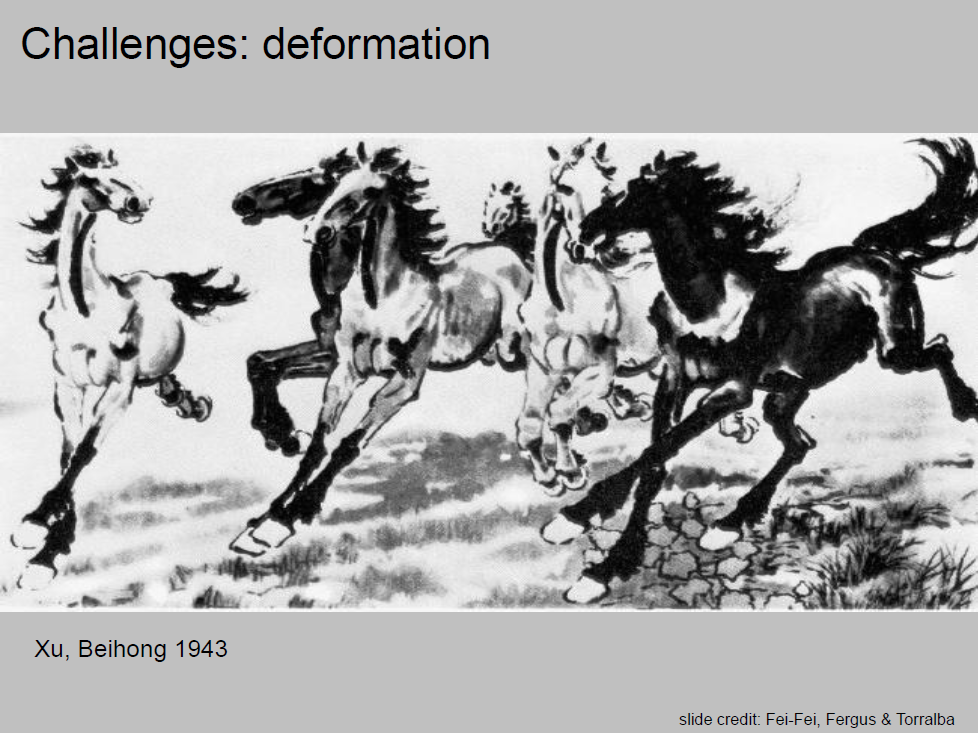 Challenges: deformation
Xu, Beihong 1943
slide credit: Fei-Fei, Fergus & Torralba